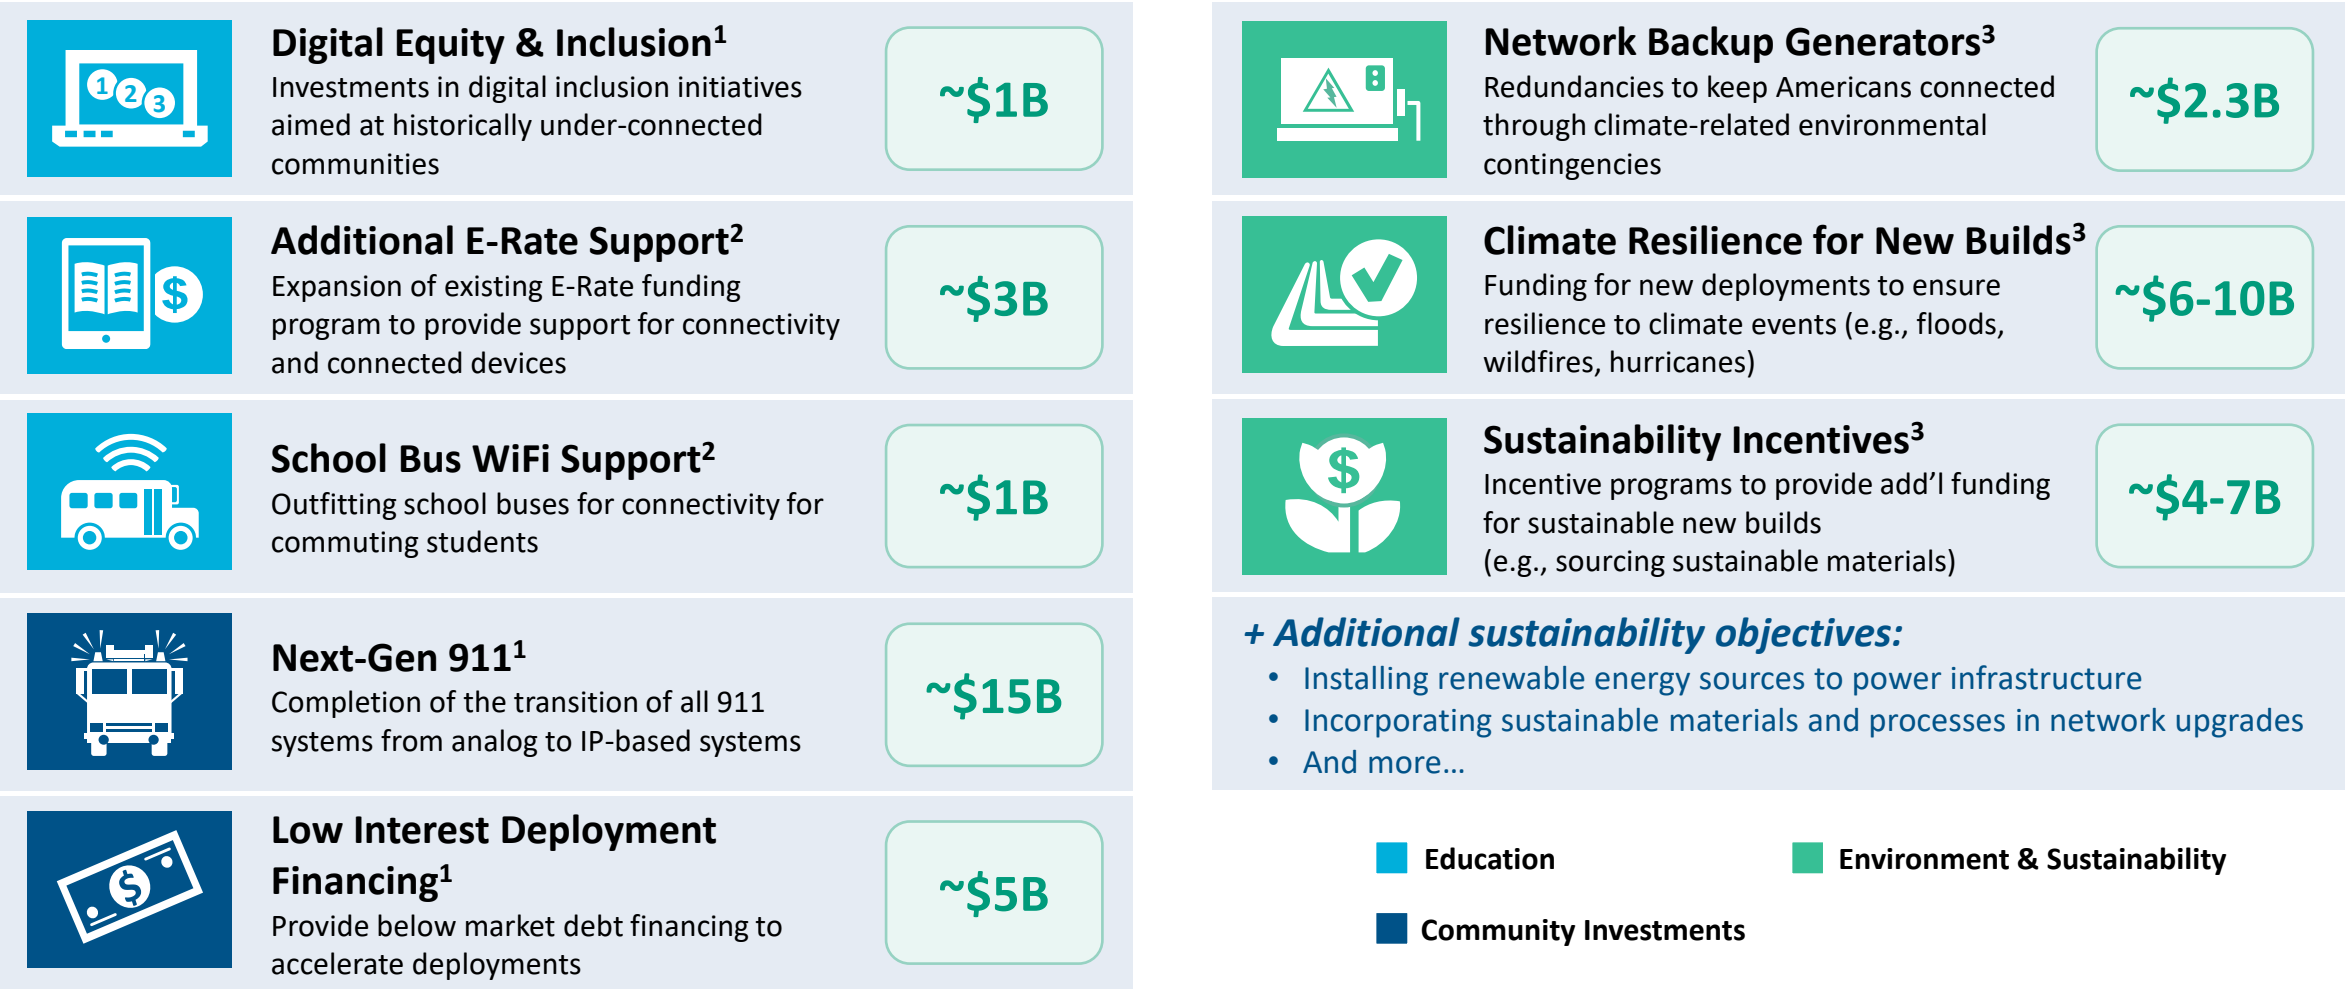 Digital Equity & Inclusion¹
Investments in digital inclusion initiatives
aimed at historically under-connected
communities
~$1B
1
2
3
Additional E-Rate Support²
Expansion of existing E-Rate funding
program to provide support for connectivity
and connected devices
~$3B
$
School Bus WiFi Support²
Outfitting school buses for connectivity for
commuting students
~$1B
Next-Gen 911¹
Completion of the transition of all 911
systems from analog to IP-based systems
~$15B
Low Interest Deployment
Financing¹
Provide below market debt financing to
accelerate deployments
~$5B
$
Network Backup Generators³
Redundancies to keep Americans connected
through climate-related environmental
contingencies
~$2.3B
Climate Resilience for New Builds³
Funding for new deployments to ensure
resilience to climate events (e.g., floods,
wildfires, hurricanes)
~$6-10B
Sustainability Incentives³
Incentive programs to provide add’l funding
for sustainable new builds
(e.g., sourcing sustainable materials)
~$4-7B
$
+ Additional sustainability objectives:
• Installing renewable energy sources to power infrastructure
• Incorporating sustainable materials and processes in network upgrades
• And more…
Education
Environment & Sustainability
Community Investments